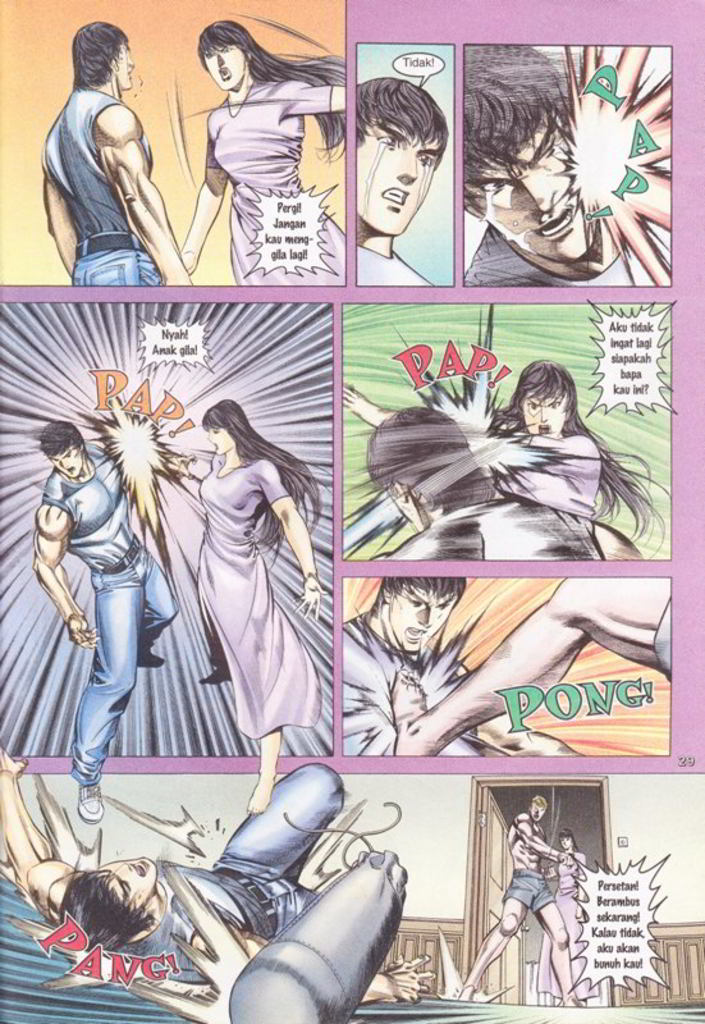 Pergi!
Jangan
kau meng-
gila lagi!
Tidak!
PAP!
Nyah!
Anak gila!
PAP!
PAP!
Aku tidak
ingat lagi
siapakah
bapa
kau ini?
PONG!
29
PANG!
Persetan!
Berambus
sekarang!
Kalau tidak,
aku akan
bunuh kau!